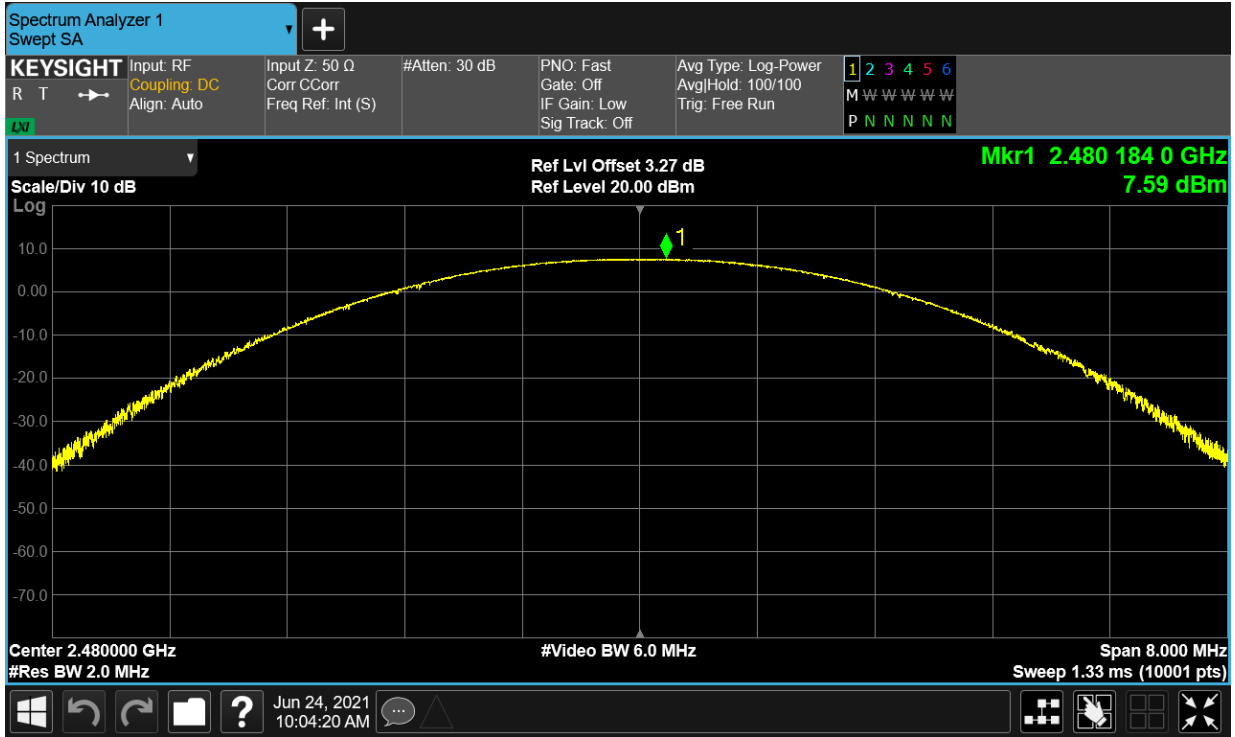 Spectrum Analyzer 1
Swept SA
+
KEYSIGHT
R T
LXI
Input: RF
Coupling: DC
Align: Auto
Input Z: 50 Ω
Corr CCorr
Freq Ref: Int (S)
#Atten: 30 dB
PNO: Fast
Gate: Off
IF Gain: Low
Sig Track: Off
Avg Type: Log-Power
Avg|Hold: 100/100
Trig: Free Run
1 2 3 4 5 6
M W W W W W
P N N N N N
1 Spectrum
Scale/Div 10 dB
Log
Ref Lvl Offset 3.27 dB
Ref Level 20.00 dBm
Mkr1 2.480 184 0 GHz
7.59 dBm
1
10.0
0.00
-10.0
-20.0
-30.0
-40.0
-50.0
-60.0
-70.0
Center 2.480000 GHz
#Video BW 6.0 MHz
Span 8.000 MHz
#Res BW 2.0 MHz
Sweep 1.33 ms (10001 pts)
?
Jun 24, 2021
10:04:20 AM